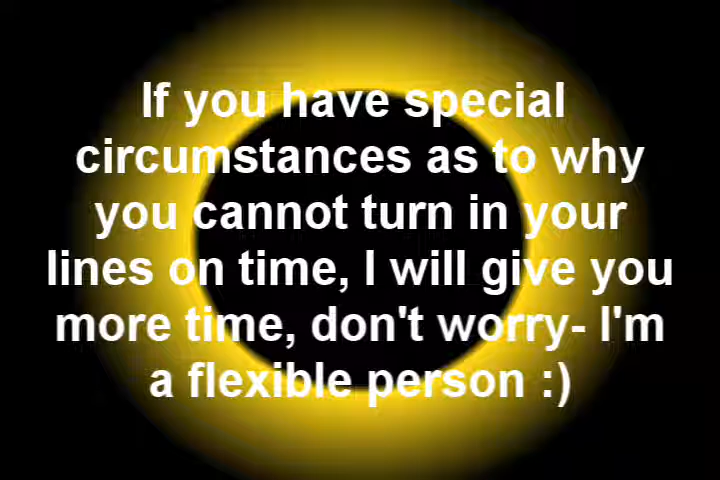 If you have special
circumstances as to why
you cannot turn in your
lines on time, I will give you
more time, don't worry- I'm
a flexible person :)